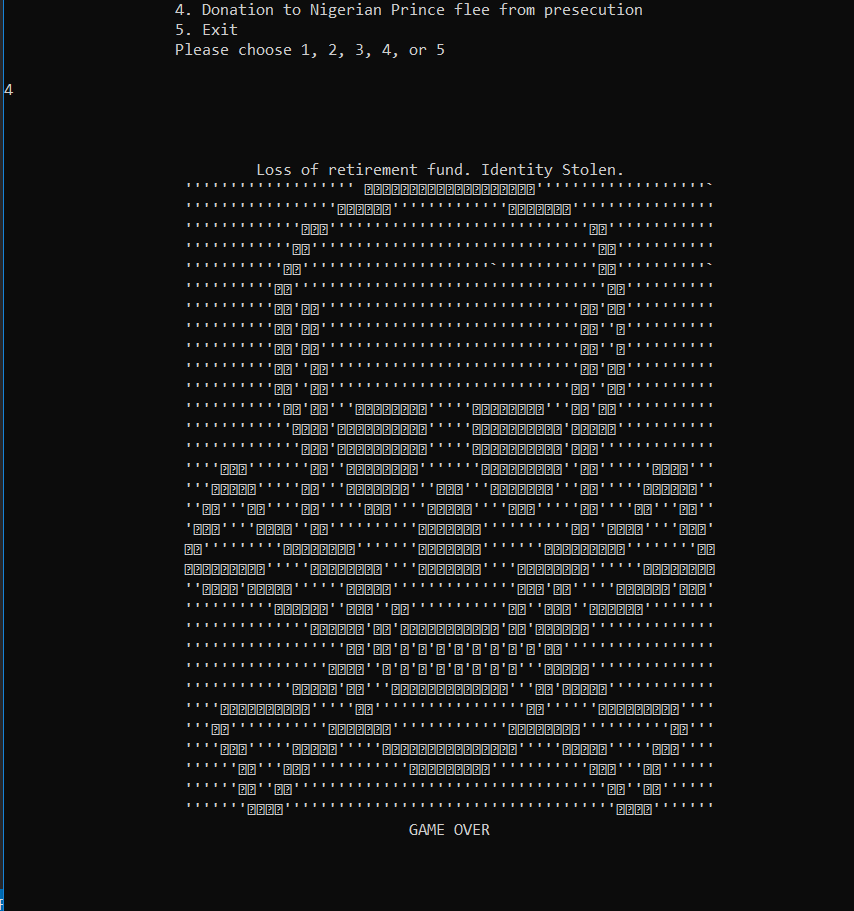 4. Donation to Nigerian Prince flee from presecution
5. Exit
Please choose 1, 2, 3, 4, or 5
4
Loss of retirement fund. Identity Stolen.
GAME OVER